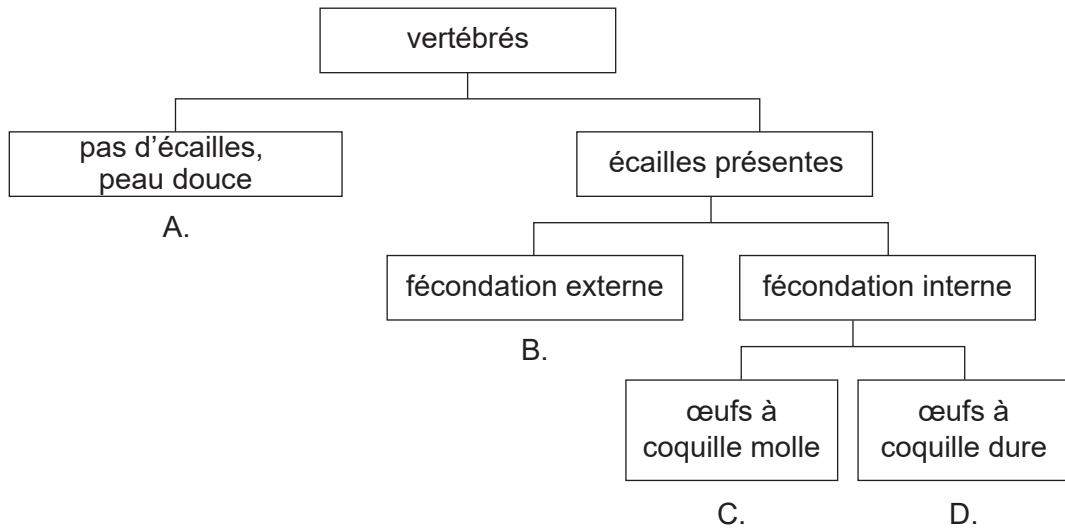 vertébrés
pas d'écailles,
peau douce
écailles présentes
A.
fécondation externe
fécondation interne
B.
œufs à
coquille molle
œufs à
coquille dure
C.
D.